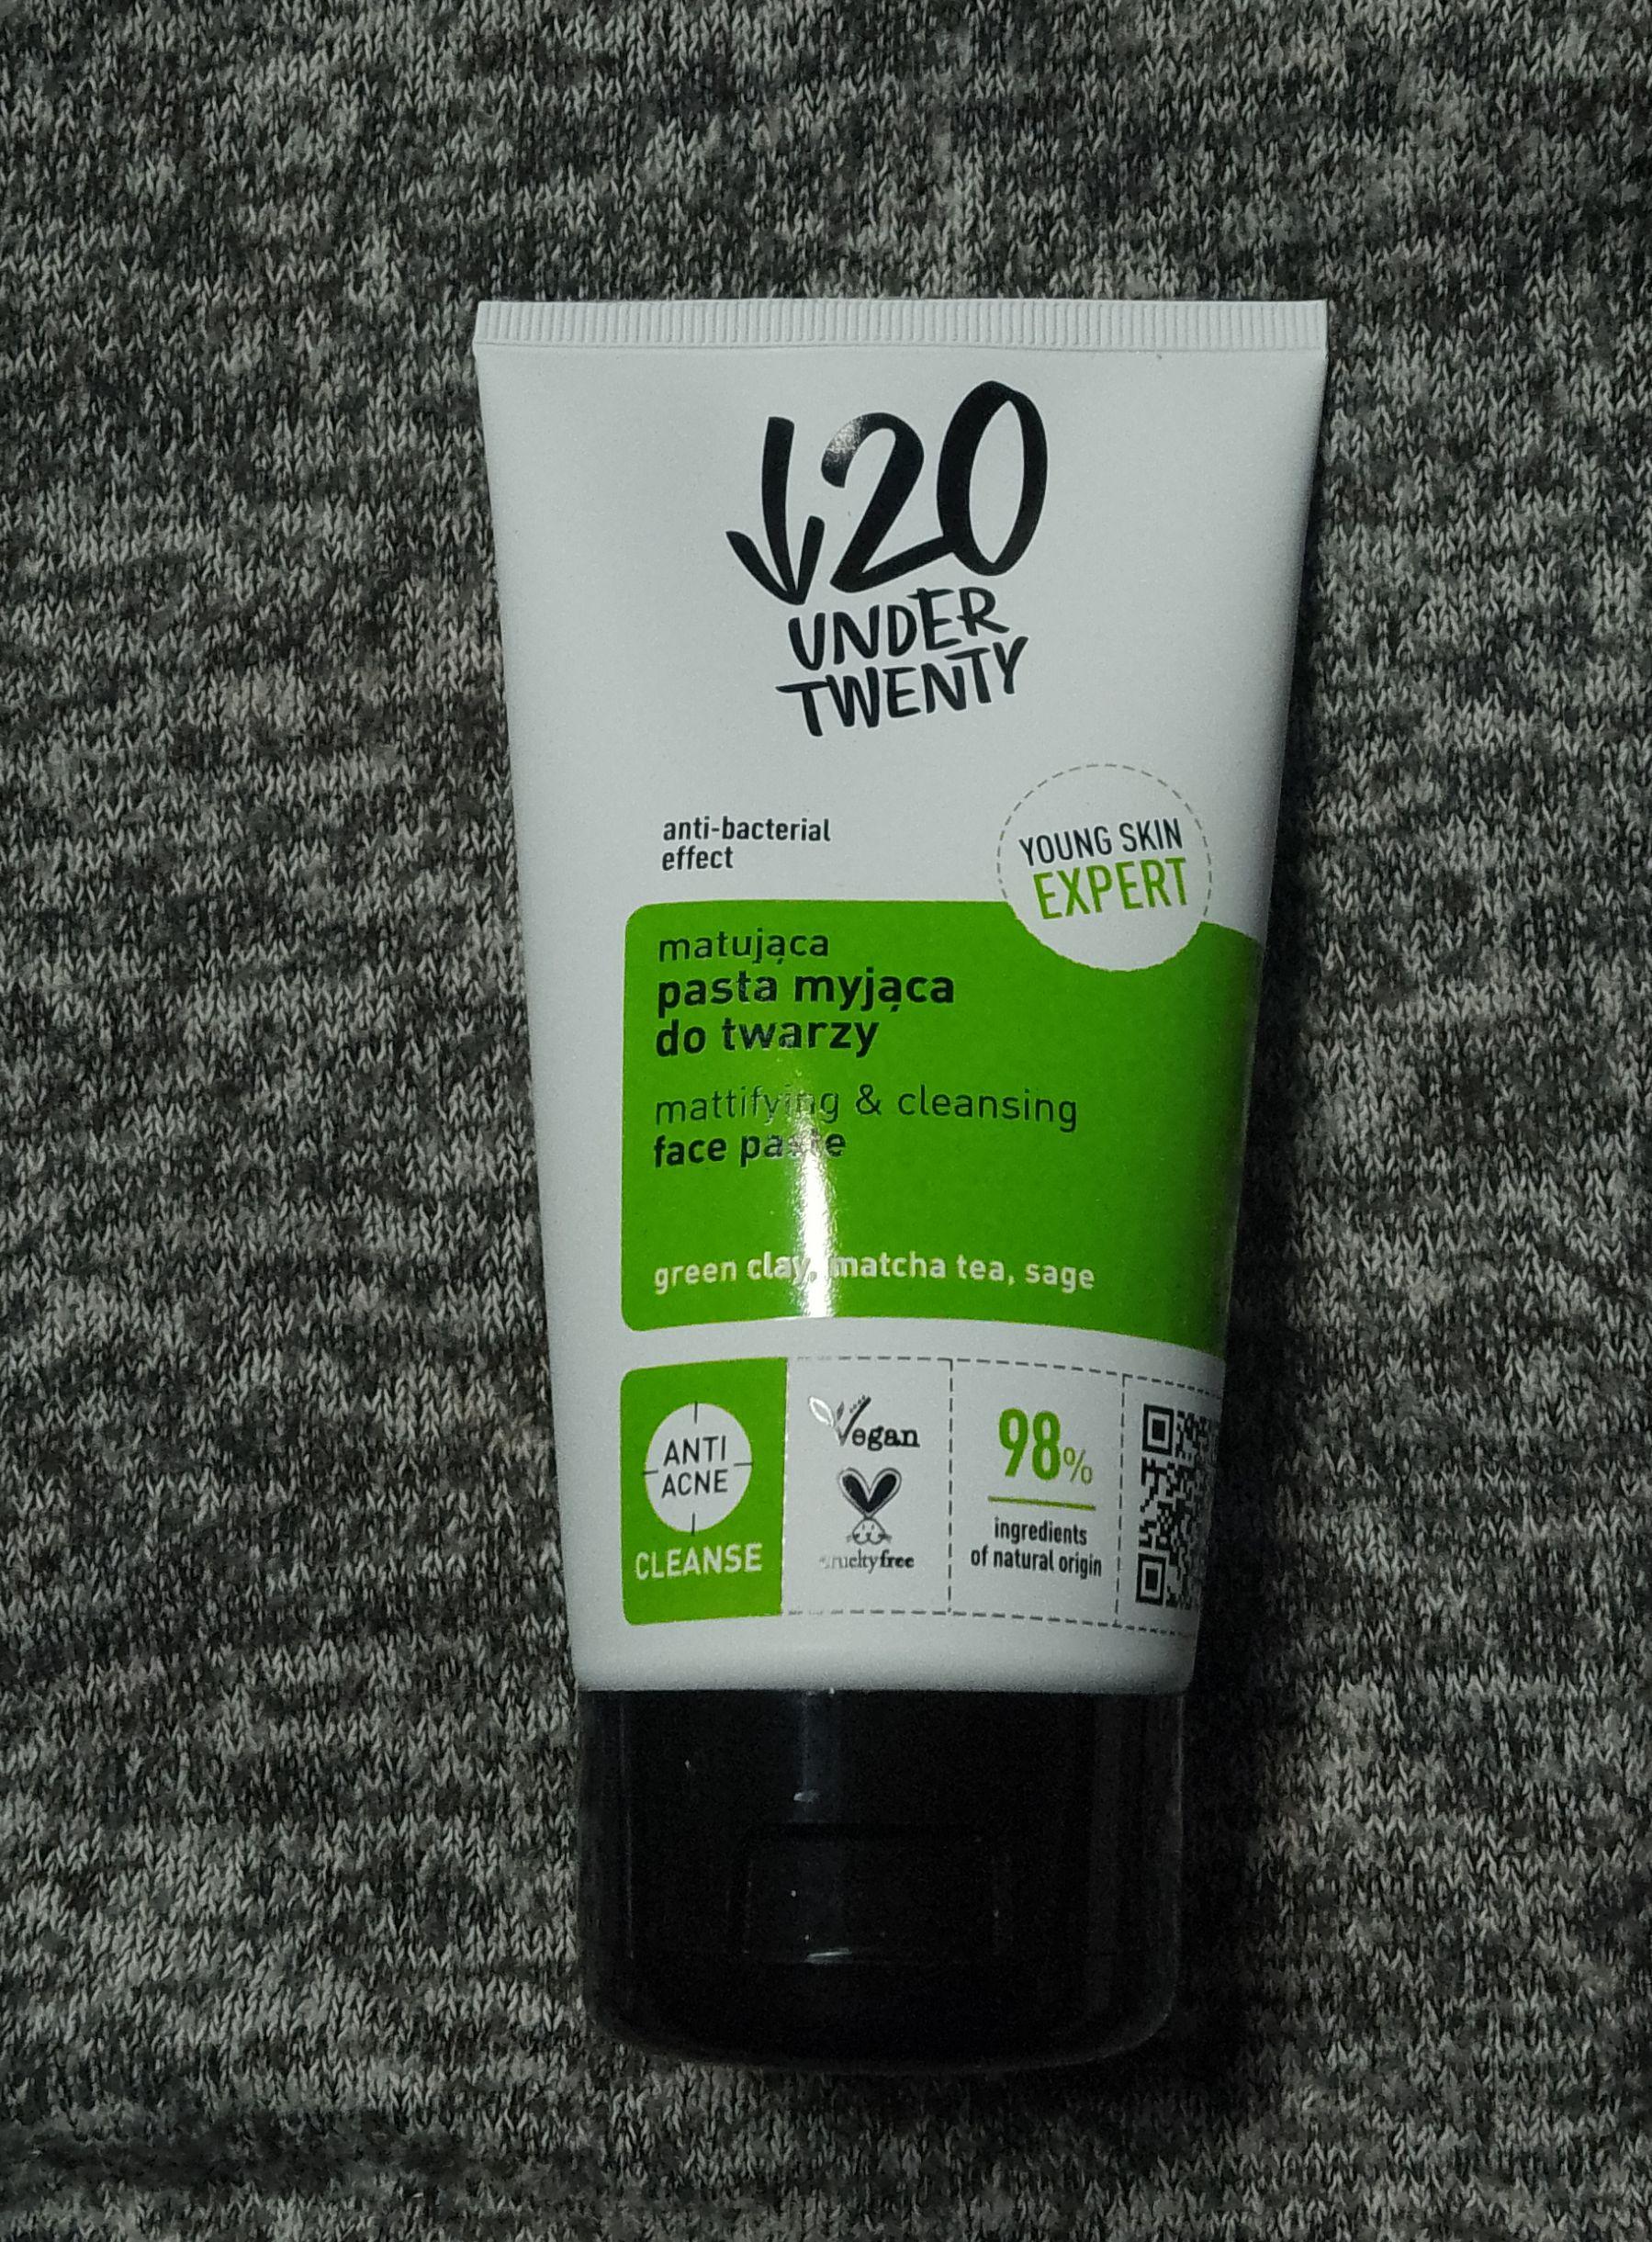 ↓20
UNDER
TWENTY
anti-bacterial
effect
YOUNG SKIN
EXPERT
matująca
pasta myjąca
do twarzy
mattifying & cleansing
face paste
green clay, matcha tea, sage
ANTI
ACNE
CLEANSE
Vegan
crueltyfree
98%
ingredients
of natural origin